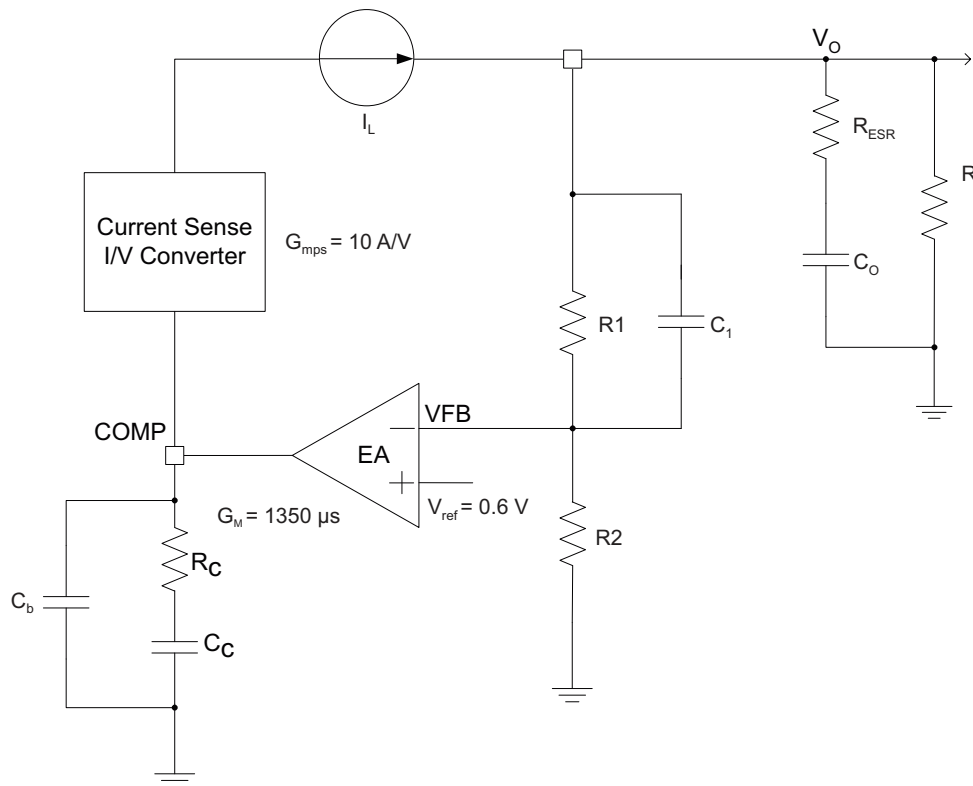 V_O
I_L
R_ESR
R
Current Sense
I/V Converter
G_mps = 10 A/V
C_O
R1
C_1
COMP
VFB
EA
V_ref = 0.6 V
G_M = 1350 µs
R2
R_C
C_b
C_C